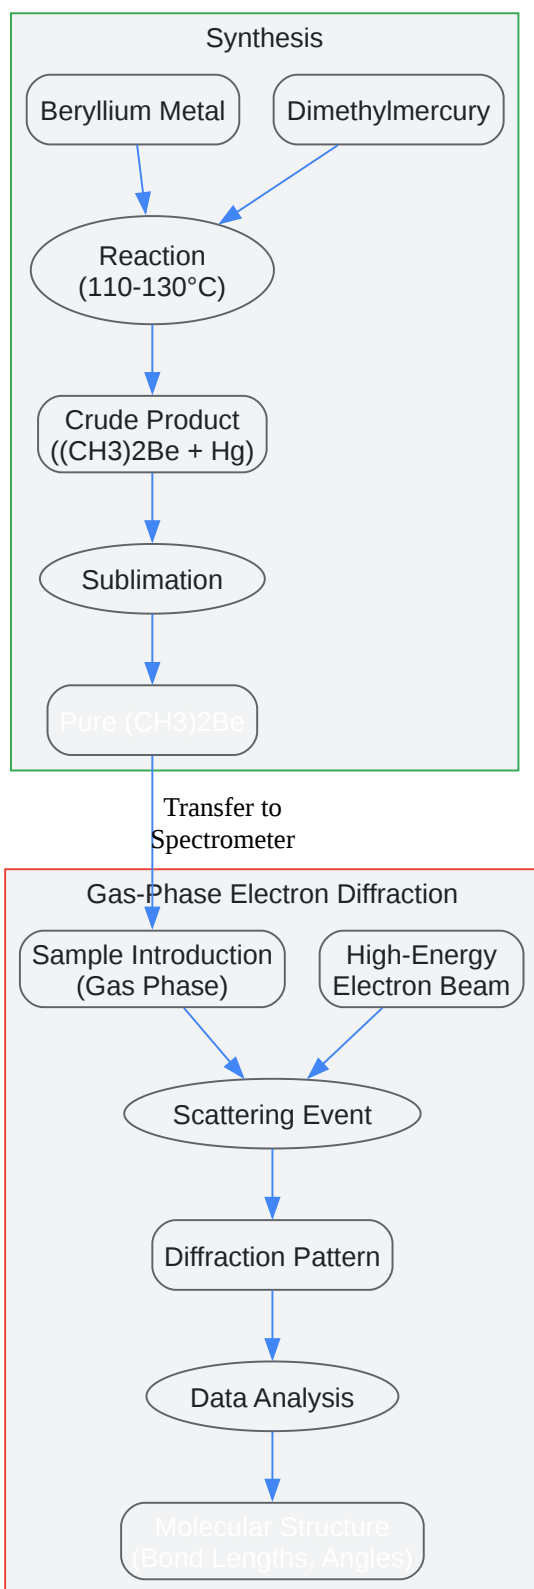 Synthesis
Beryllium Metal
Dimethylmercury
Reaction
(110-130°C)
Crude Product
((CH3)2Be + Hg)
Sublimation
Pure (CH3)2Be
Transfer to
Spectrometer
Gas-Phase Electron Diffraction
Sample Introduction
(Gas Phase)
High-Energy
Electron Beam
Scattering Event
Diffraction Pattern
Data Analysis
Molecular Structure
(Bond Lengths, Angles)